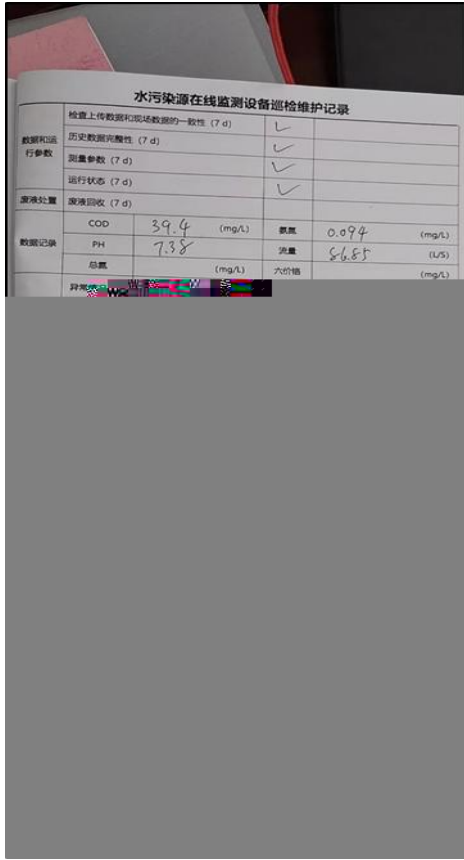 水污染源在线监测设备巡检维护记录
数据和运行参数 检查上传数据和现场数据的一致性 (7 d) ✓
历史数据完整性 (7 d) ✓
测量参数 (7 d) ✓
运行状态 (7 d) ✓
废液处置 废液回收 (7 d)
数据记录 COD 39.4 (mg/L) 氨氮 0.094 (mg/L)
PH 7.38 流量 86.85 (L/S)
总氮 (mg/L) 六价铬 (mg/L)
异常